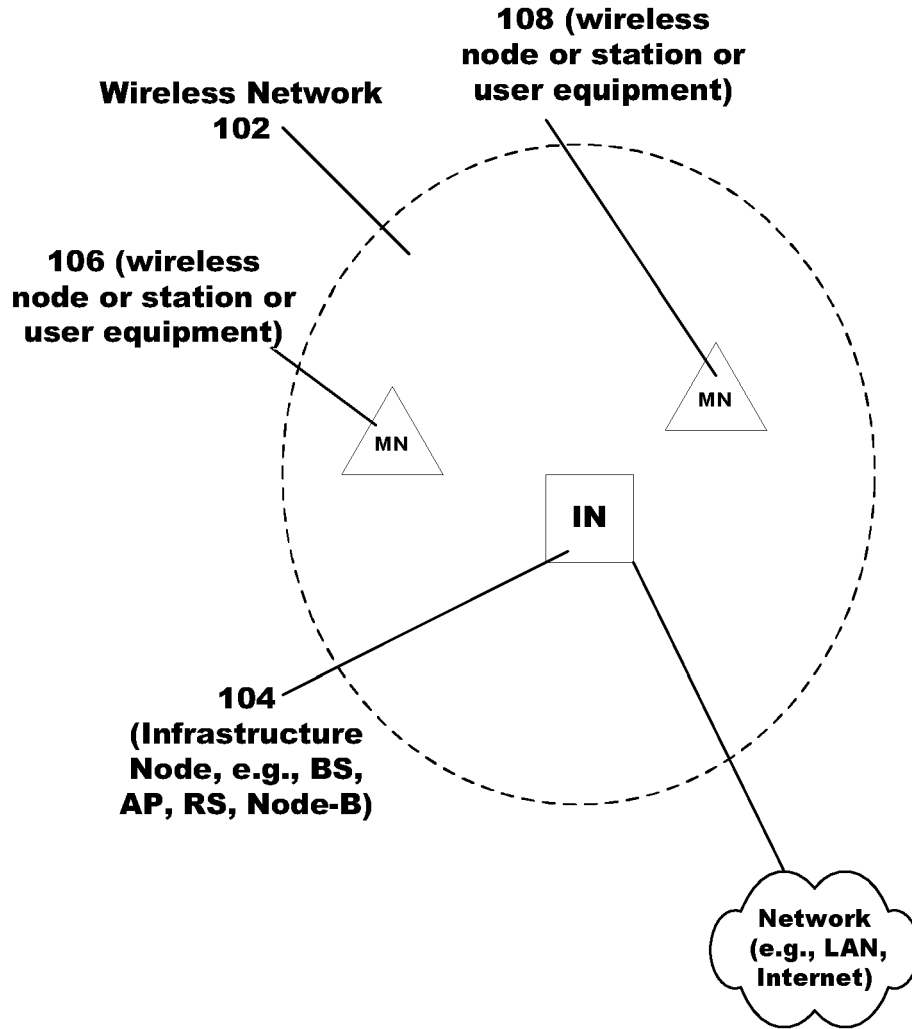 108 (wireless
node or station or
user equipment)
Wireless Network
102
106 (wireless
node or station or
user equipment)
MN
MN
IN
104
(Infrastructure
Node, e.g., BS,
AP, RS, Node-B)
Network
(e.g., LAN,
Internet)